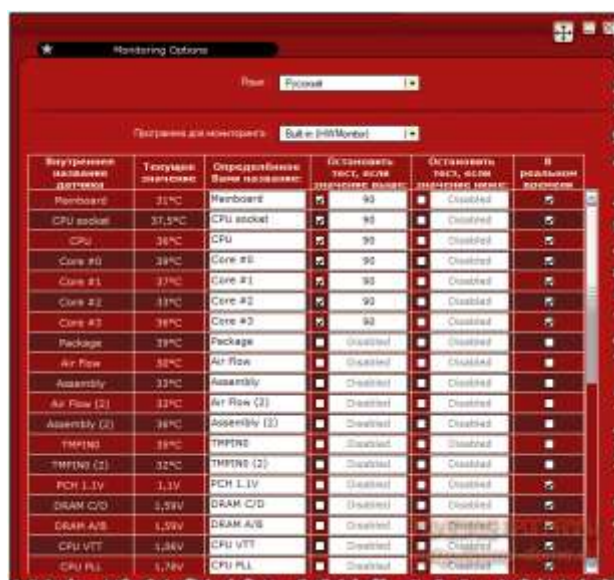 Monitoring Options
Язык Русский
Программа для мониторинга Built-in (HWMonitor)
Внутреннее название датчика Текущее значение Определённое Вами название: Остановить тест, если значение выше: Остановить тест, если значение ниже: В реальном времени
Mainboard 31°C Mainboard 90 Disabled
CPU socket 37,5°C CPU socket 90 Disabled
CPU 36°C CPU 90 Disabled
Core #0 39°C Core #0 90 Disabled
Core #1 37°C Core #1 90 Disabled
Core #2 33°C Core #2 90 Disabled
Core #3 36°C Core #3 90 Disabled
Package 39°C Package Disabled Disabled
Air Flow Air Flow Disabled Disabled
Assembly 33°C Assembly Disabled Disabled
Air Flow (2) 32°C Air Flow (2) Disabled Disabled
Assembly (2) 36°C Assembly (2) Disabled Disabled
TMPIN0 TMPIN0 Disabled Disabled
TMPIN0 (2) 32°C TMPIN0 (2) Disabled Disabled
PCH 1.1V 1,1V PCH 1.1V Disabled Disabled
DRAM C/D 1,59V DRAM C/D Disabled Disabled
DRAM A/B 1,59V DRAM A/B Disabled Disabled
CPU VTT 1,06V CPU VTT Disabled Disabled
CPU PLL 1,78V CPU PLL Disabled Disabled